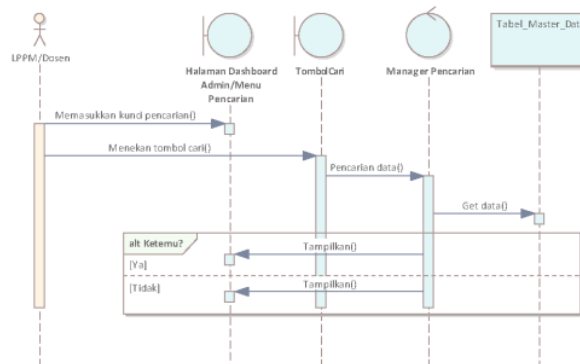 LPPM/Dosen
Halaman Dashboard
Admin/Menu
Pencarian
TombolCari
Manager Pencarian
Tabel_Master_Dat
Memasukkan kunci pencarian()
Menekan tombol cari()
Pencarian data()
Get data()
alt Ketemu?
Tampilkan()
[Ya]
[Tidak]
Tampilkan()